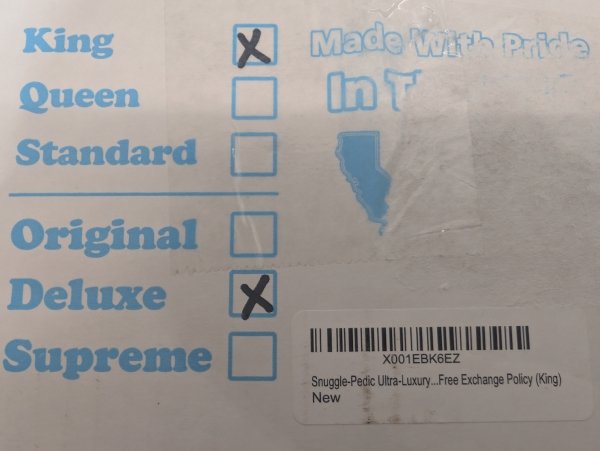 King X
Queen
Standard
Original
Deluxe X
Supreme
Made With Pride
In
X001EBK6EZ
Snuggle-Pedic Ultra-Luxury...Free Exchange Policy (King)
New